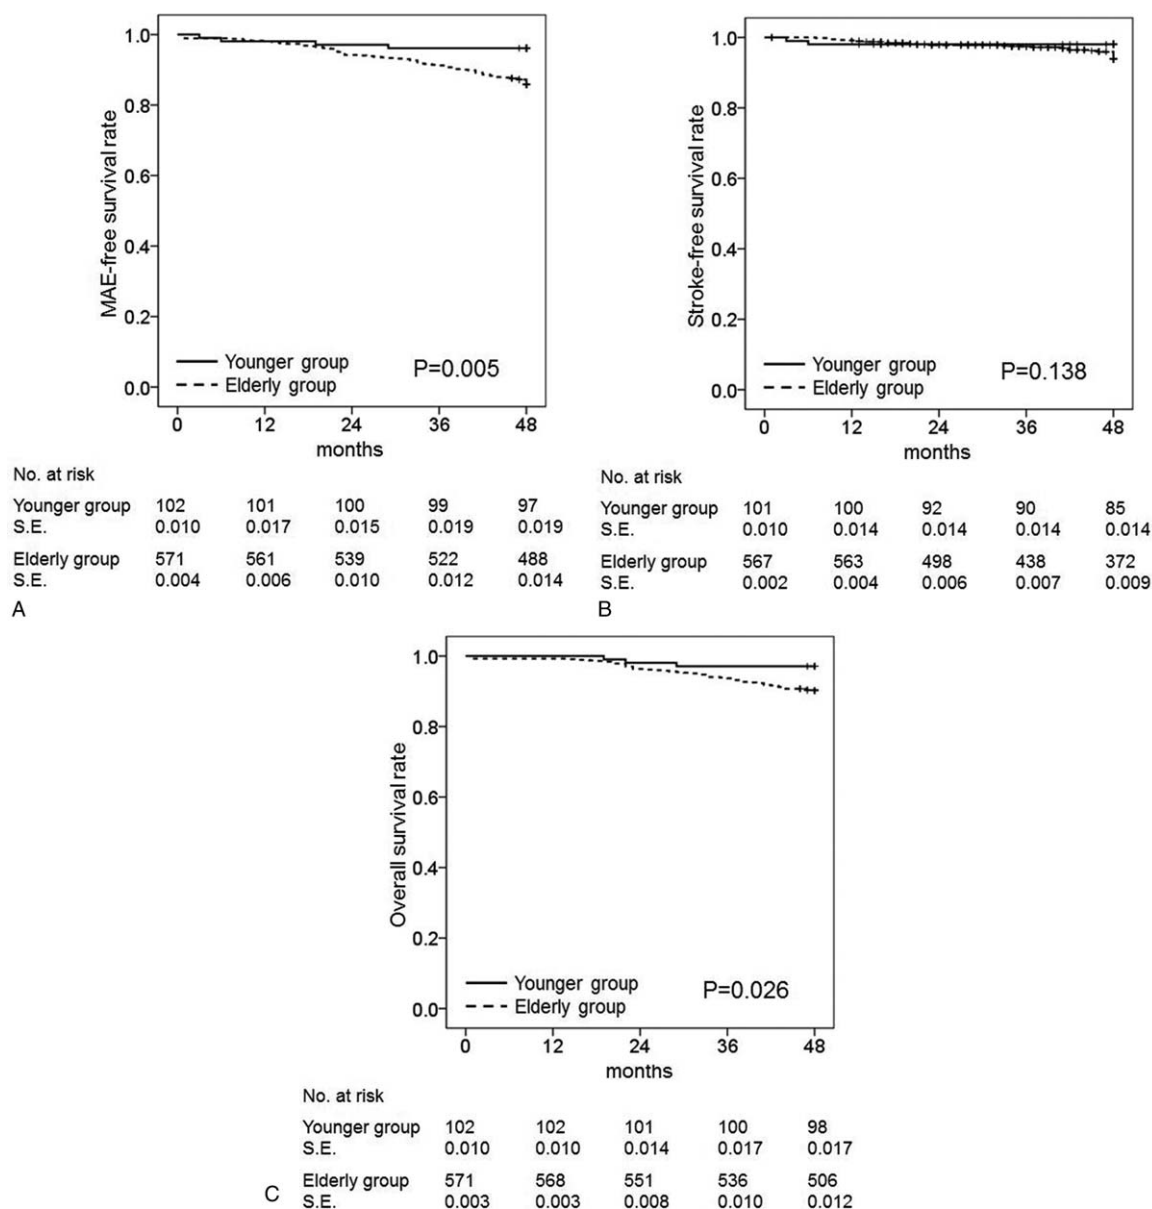 MAE-free survival rate
1.0
0.8
0.6
0.4
0.2
0.0
Younger group
Elderly group
P=0.005
0 12 24 36 48
months
No. at risk
Younger group 102 101 100 99 97
S.E. 0.010 0.017 0.015 0.019 0.019
Elderly group 571 561 539 522 488
S.E. 0.004 0.006 0.010 0.012 0.014
A
Stroke-free survival rate
1.0
0.8
0.6
0.4
0.2
0.0
Younger group
Elderly group
P=0.138
0 12 24 36 48
months
No. at risk
Younger group 101 100 92 90 85
S.E. 0.010 0.014 0.014 0.014 0.014
Elderly group 567 563 498 438 372
S.E. 0.002 0.004 0.006 0.007 0.009
B
Overall survival rate
1.0
0.8
0.6
0.4
0.2
0.0
Younger group
Elderly group
P=0.026
0 12 24 36 48
months
No. at risk
Younger group 102 102 101 100 98
S.E. 0.010 0.010 0.014 0.017 0.017
Elderly group 571 568 551 536 506
S.E. 0.003 0.003 0.008 0.010 0.012
C